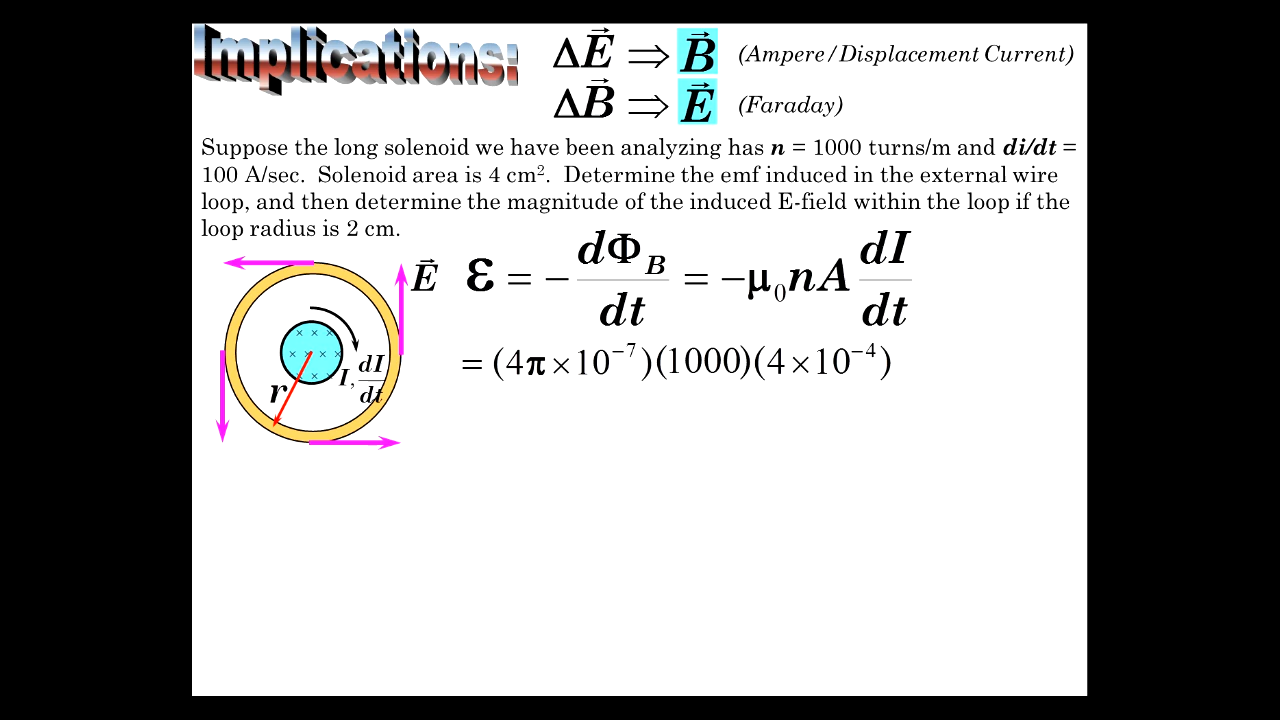 Implications:
ΔE⃗ ⇒ B⃗ (Ampere/Displacement Current)
ΔB⃗ ⇒ E⃗ (Faraday)
Suppose the long solenoid we have been analyzing has n = 1000 turns/m and di/dt =
100 A/sec. Solenoid area is 4 cm². Determine the emf induced in the external wire
loop, and then determine the magnitude of the induced E-field within the loop if the
loop radius is 2 cm.
E⃗
ℇ = − dΦ_B/dt = −μ₀nA dI/dt
= (4π×10⁻⁷)(1000)(4×10⁻⁴)
× × ×
× × × ×
× ×
I, dI/dt
r